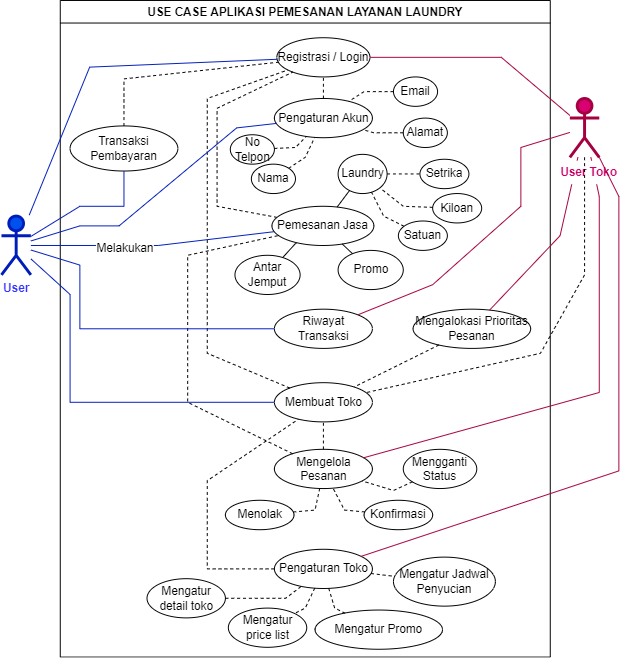 USE CASE APLIKASI PEMESANAN LAYANAN LAUNDRY
Registrasi / Login
Email
Pengaturan Akun
Alamat
Transaksi
Pembayaran
No
Telpon
Nama
Laundry
Setrika
User Toko
Kiloan
Pemesanan Jasa
Satuan
Melakukan
User
Antar
Jemput
Promo
Riwayat
Transaksi
Mengalokasi Prioritas
Pesanan
Membuat Toko
Mengelola
Pesanan
Mengganti
Status
Menolak
Konfirmasi
Pengaturan Toko
Mengatur Jadwal
Penyucian
Mengatur
detail toko
Mengatur
price list
Mengatur Promo